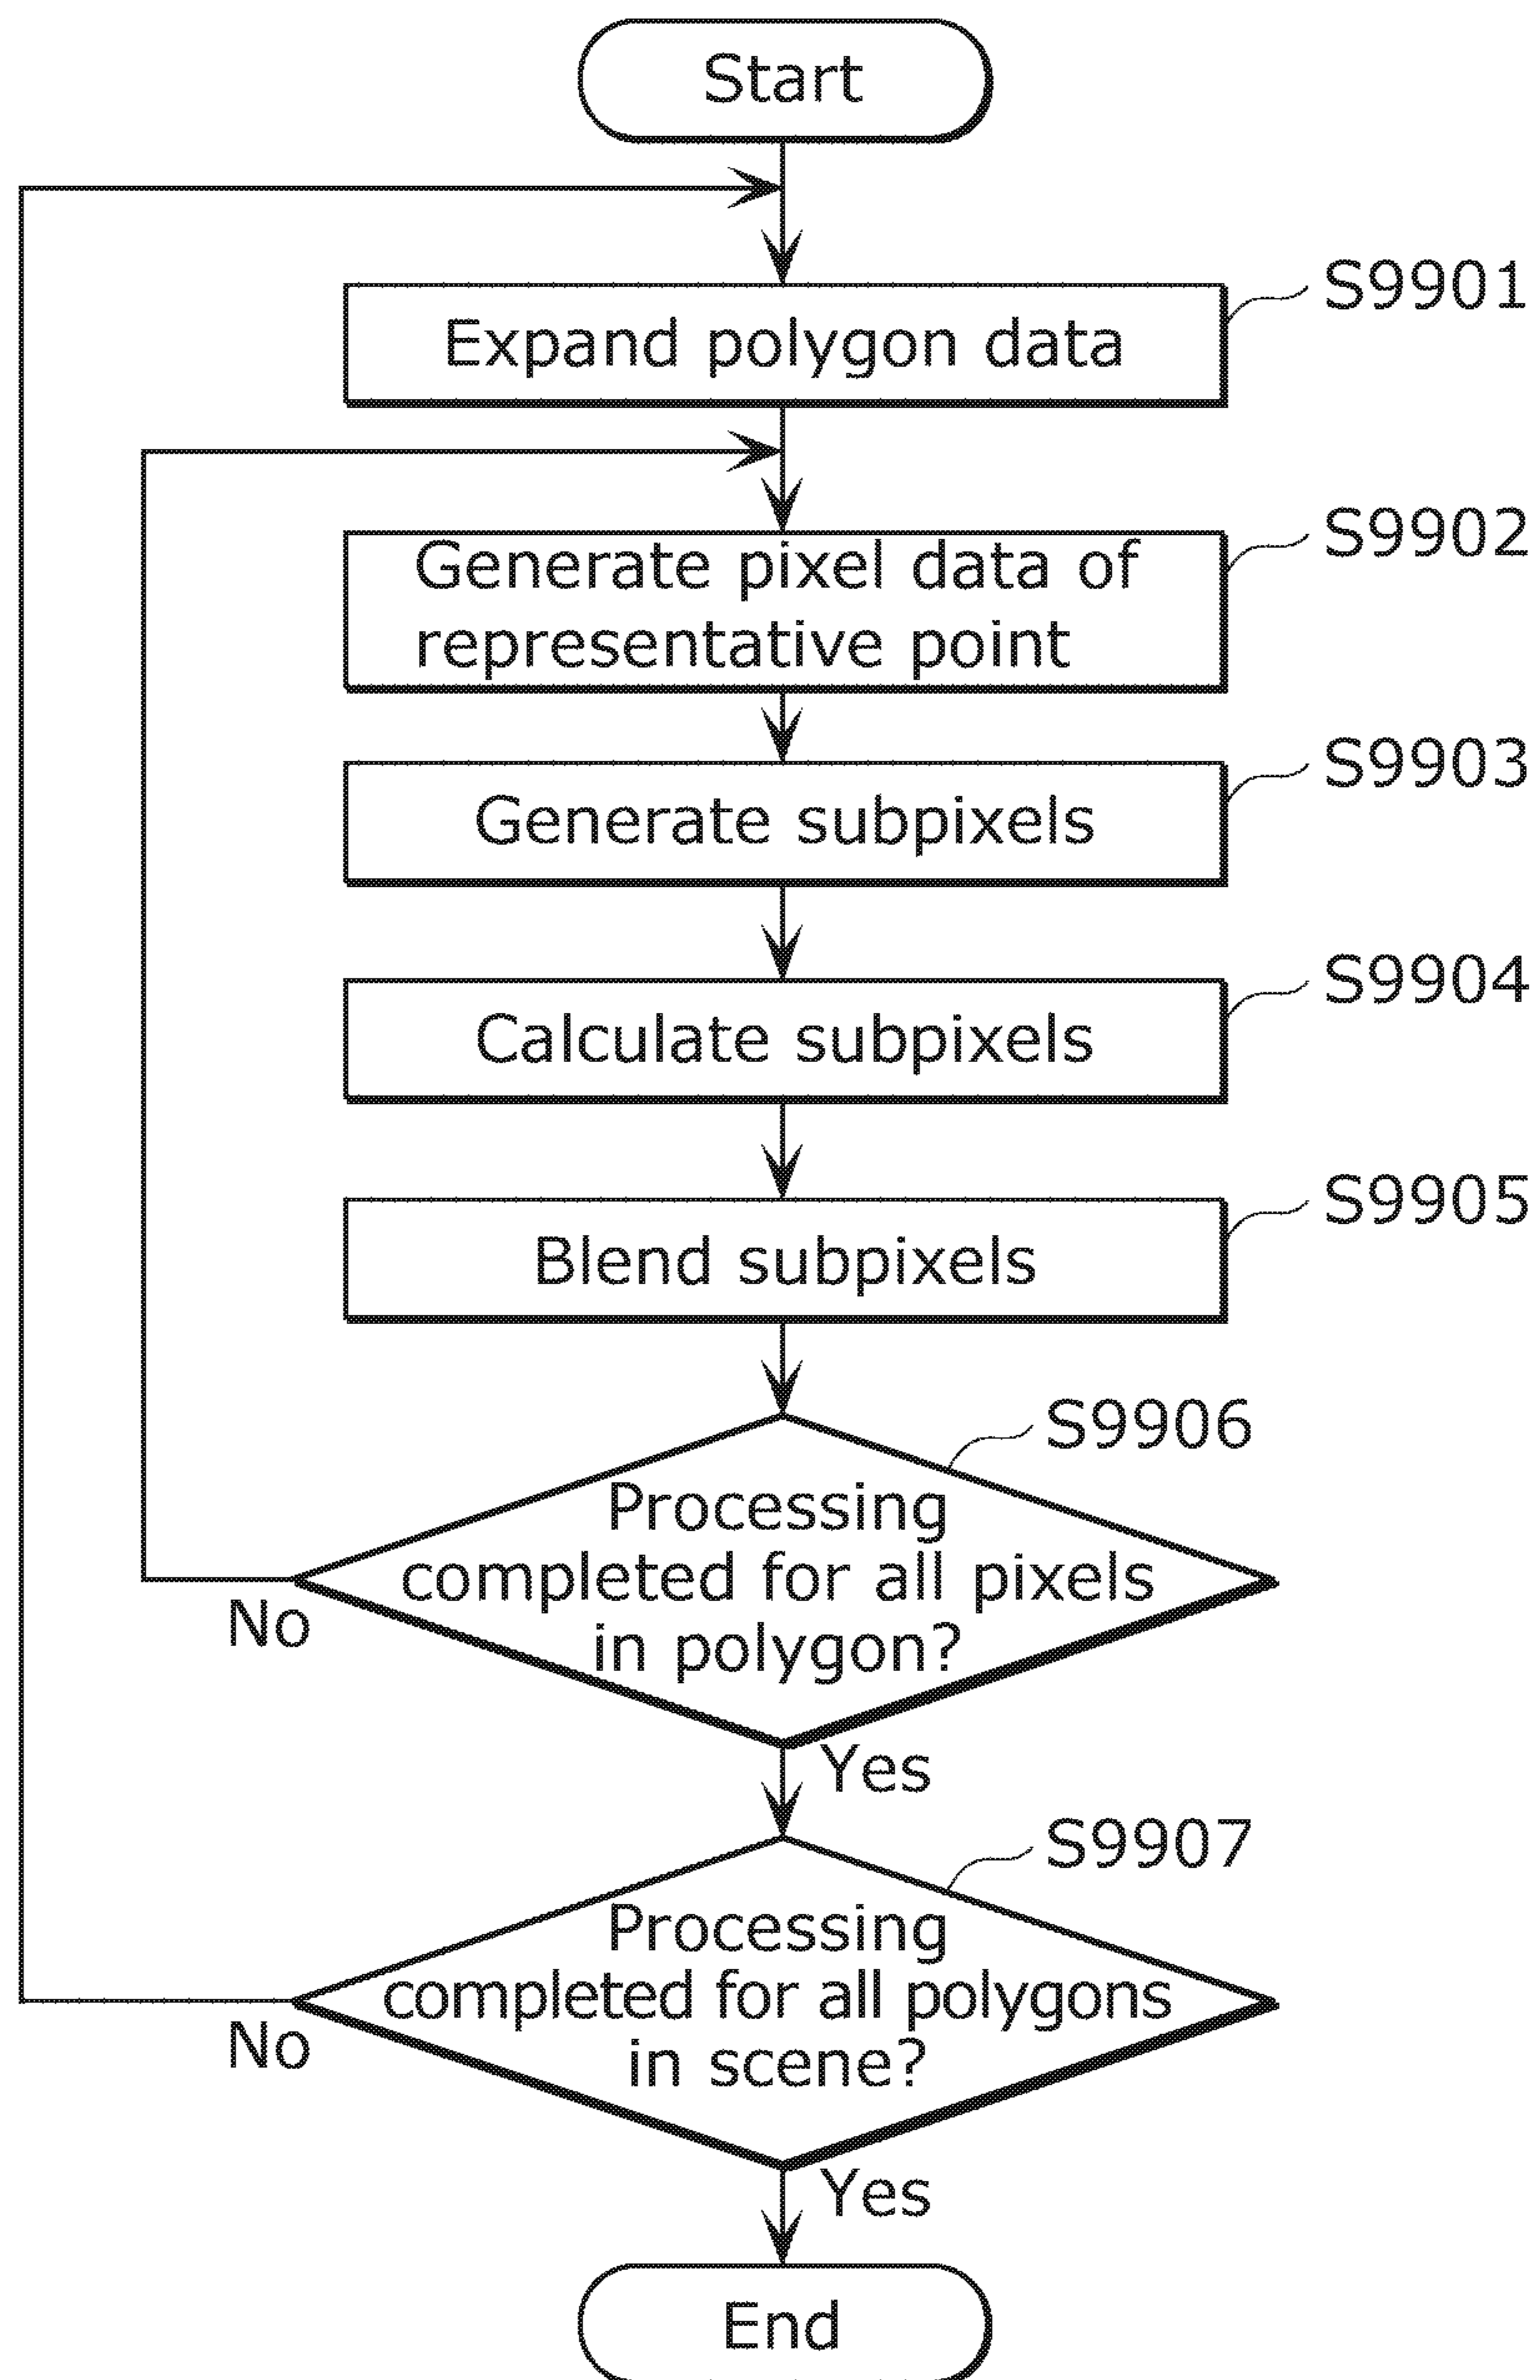 Start
S9901
Expand polygon data
S9902
Generate pixel data of
representative point
S9903
Generate subpixels
S9904
Calculate subpixels
S9905
Blend subpixels
S9906
Processing
completed for all pixels
in polygon?
No
Yes
S9907
Processing
completed for all polygons
in scene?
No
Yes
End